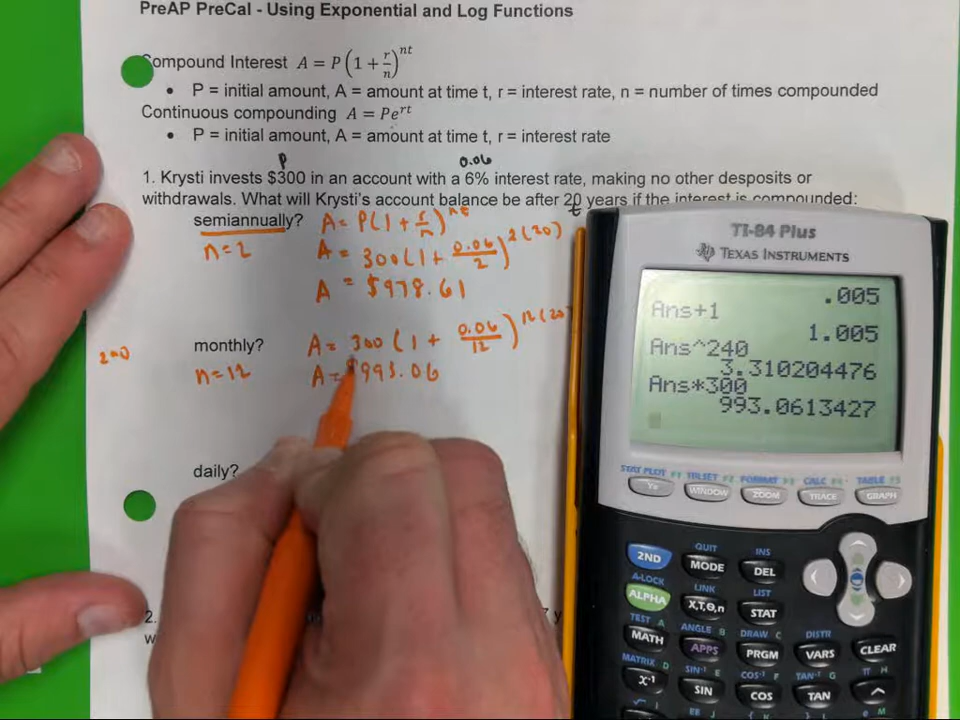 PreAP PreCal - Using Exponential and Log Functions
Compound Interest A = P(1 + r/n)^nt
• P = initial amount, A = amount at time t, r = interest rate, n = number of times compounded
Continuous compounding A = Pe^rt
• P = initial amount, A = amount at time t, r = interest rate
P 0.06
1. Krysti invests $300 in an account with a 6% interest rate, making no other desposits or
withdrawals. What will Krysti's account balance be after 20 years if the interest is compounded:
t
semiannually? A = P(1 + r/n)^nt
n=2 A = 300(1 + 0.06/2)^2(20)
A = $978.61
monthly? A = 300(1 + 0.06/12)^12(20)
n=12 A = $993.06
240
daily?
2.
TI-84 Plus
TEXAS INSTRUMENTS
.005
Ans+1
1.005
Ans^240
3.310204476
Ans*300
993.0613427
STAT PLOT F1 TBLSET F2 FORMAT F3 CALC F4 TABLE F5
Y= WINDOW ZOOM TRACE GRAPH
QUIT INS
2ND MODE DEL
A-LOCK LINK LIST
ALPHA X,T,θ,n STAT
TEST A ANGLE B DRAW C DISTR
MATH APPS PRGM VARS CLEAR
MATRIX D SIN⁻¹ E COS⁻¹ F TAN⁻¹ G π H
x⁻¹ SIN COS TAN ^